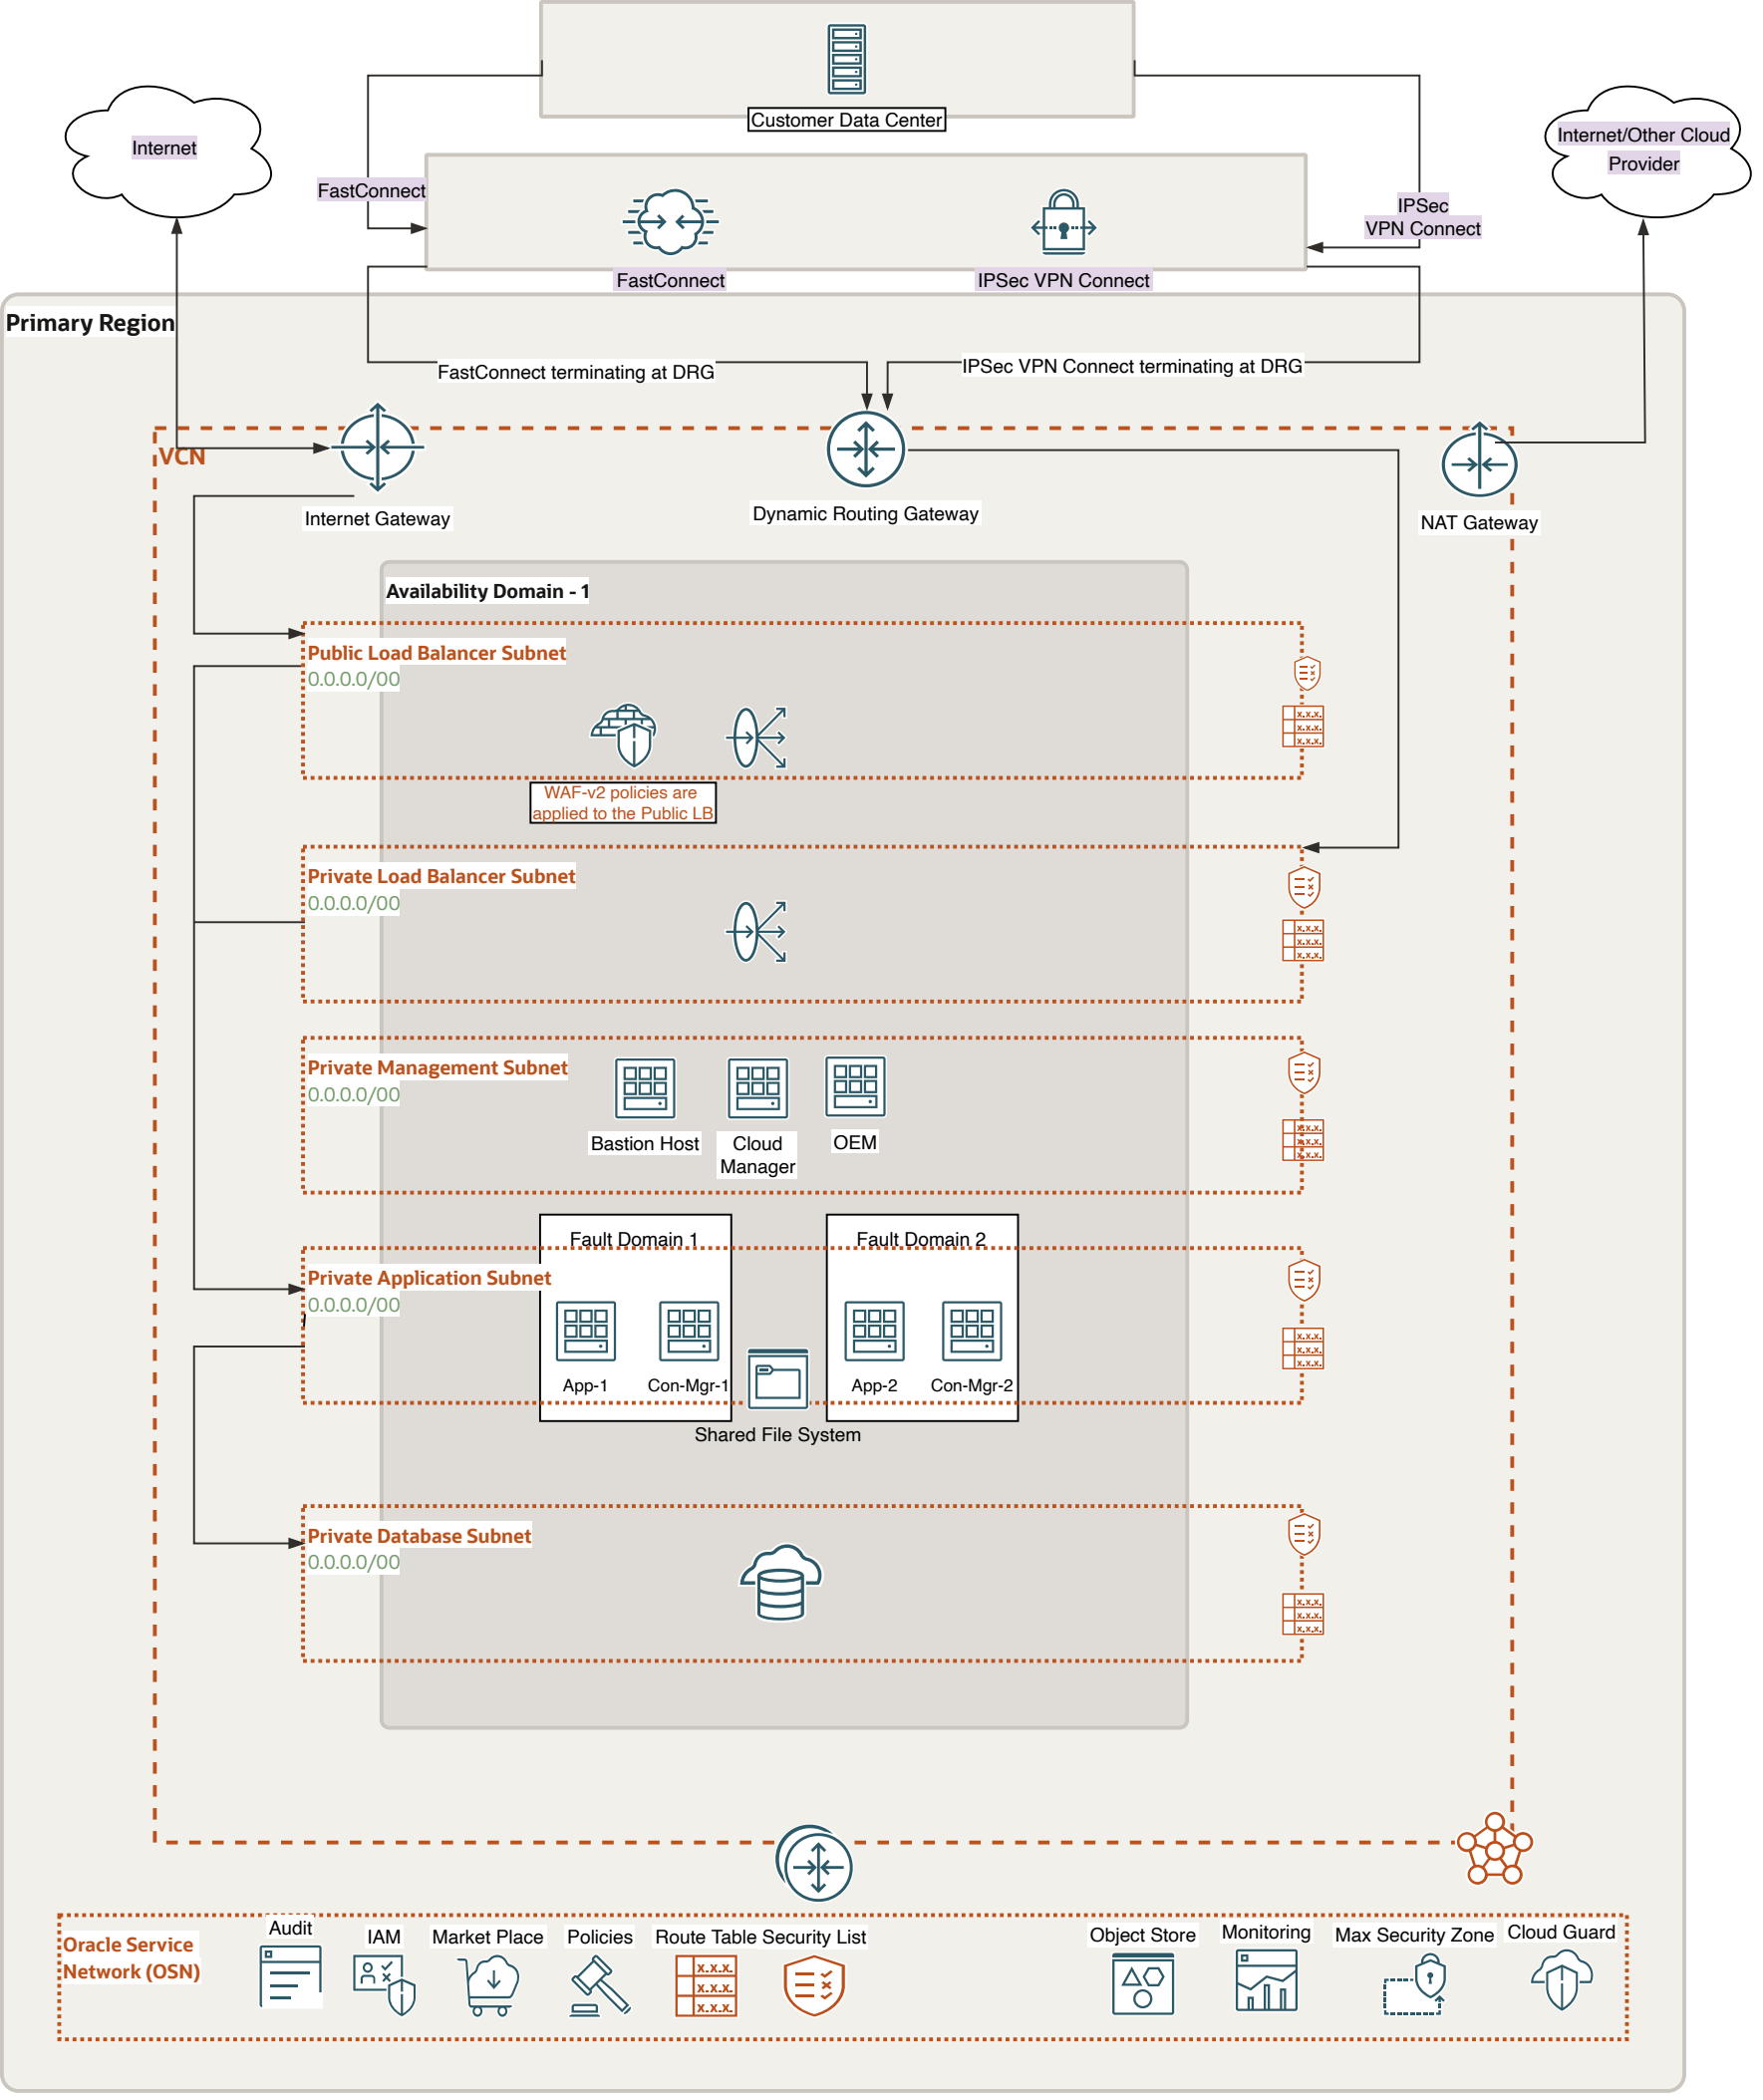 Customer Data Center
Internet
Internet/Other Cloud
Provider
FastConnect
IPSec
VPN Connect
FastConnect
IPSec VPN Connect
Primary Region
FastConnect terminating at DRG
IPSec VPN Connect terminating at DRG
VCN
Internet Gateway
Dynamic Routing Gateway
NAT Gateway
Availability Domain - 1
Public Load Balancer Subnet
0.0.0.0/00
x.x.x.
x.x.x.
x.x.x.
WAF-v2 policies are
applied to the Public LB
Private Load Balancer Subnet
0.0.0.0/00
x.x.x.
x.x.x.
x.x.x.
Private Management Subnet
0.0.0.0/00
Bastion Host
Cloud
Manager
OEM
x.x.x.
x.x.x.
x.x.x.
Fault Domain 1
Fault Domain 2
Private Application Subnet
0.0.0.0/00
x.x.x.
x.x.x.
x.x.x.
App-1
Con-Mgr-1
App-2
Con-Mgr-2
Shared File System
Private Database Subnet
0.0.0.0/00
x.x.x.
x.x.x.
x.x.x.
Oracle Service
Network (OSN)
Audit
IAM
Market Place
Policies
Route Table
Security List
Object Store
Monitoring
Max Security Zone
Cloud Guard
x.x.x.
x.x.x.
x.x.x.